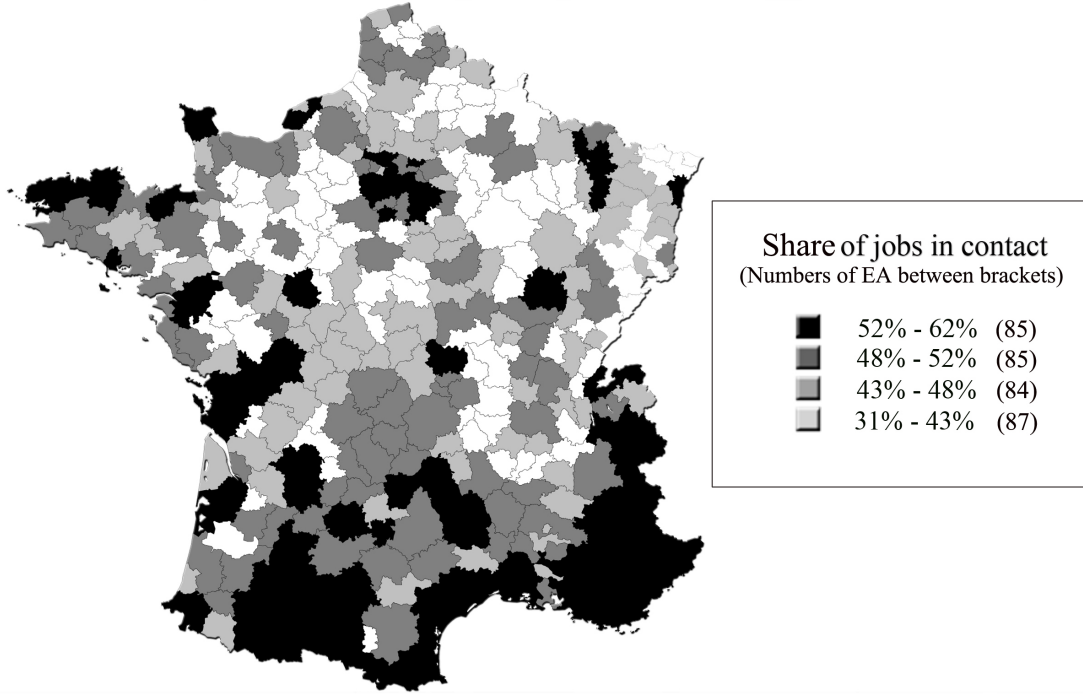 Share of jobs in contact
(Numbers of EA between brackets)
52% - 62% (85)
48% - 52% (85)
43% - 48% (84)
31% - 43% (87)